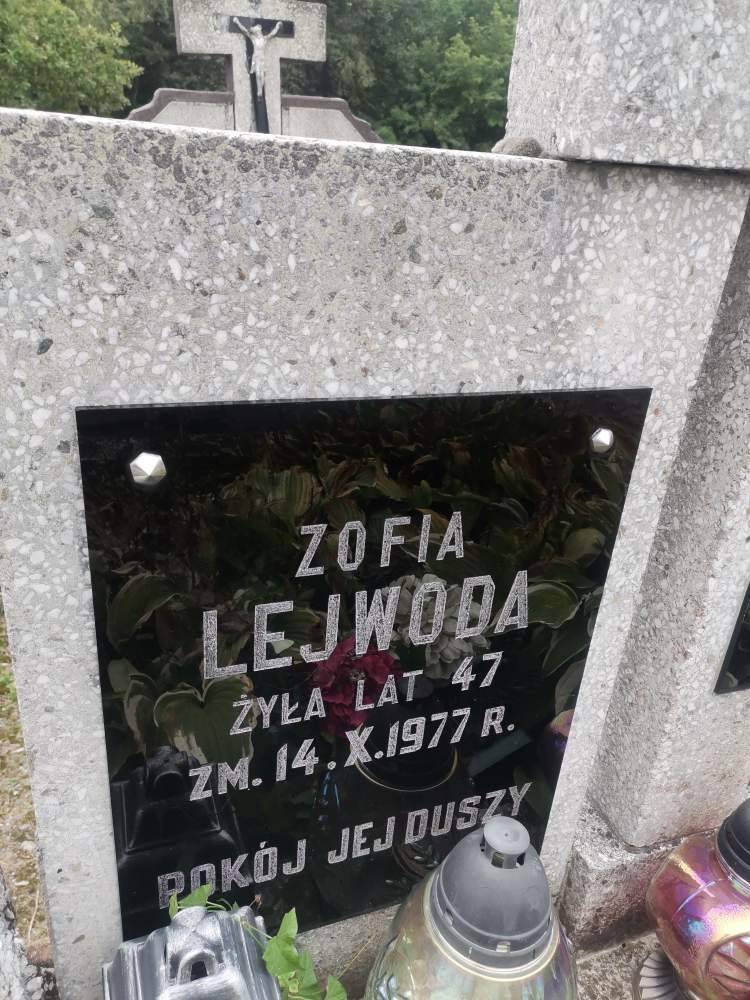 ZOFIA
LEJWODA
ŻYŁA LAT 47
ZM. 14.X.1977 R.
POKÓJ JEJ DUSZY